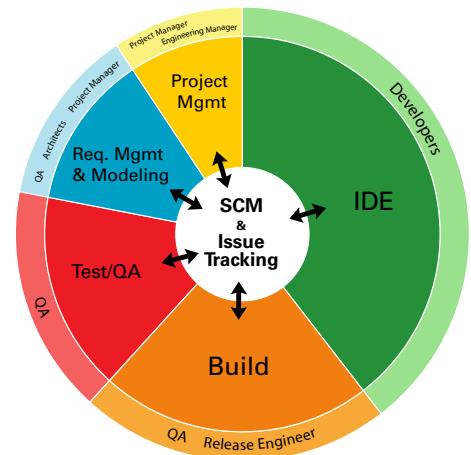 Project Manager
Engineering Manager
Project
Mgmt
Developers
QA Architects Project Manager
Req. Mgmt
& Modeling
SCM
&
Issue
Tracking
IDE
Test/QA
QA
Build
QA Release Engineer